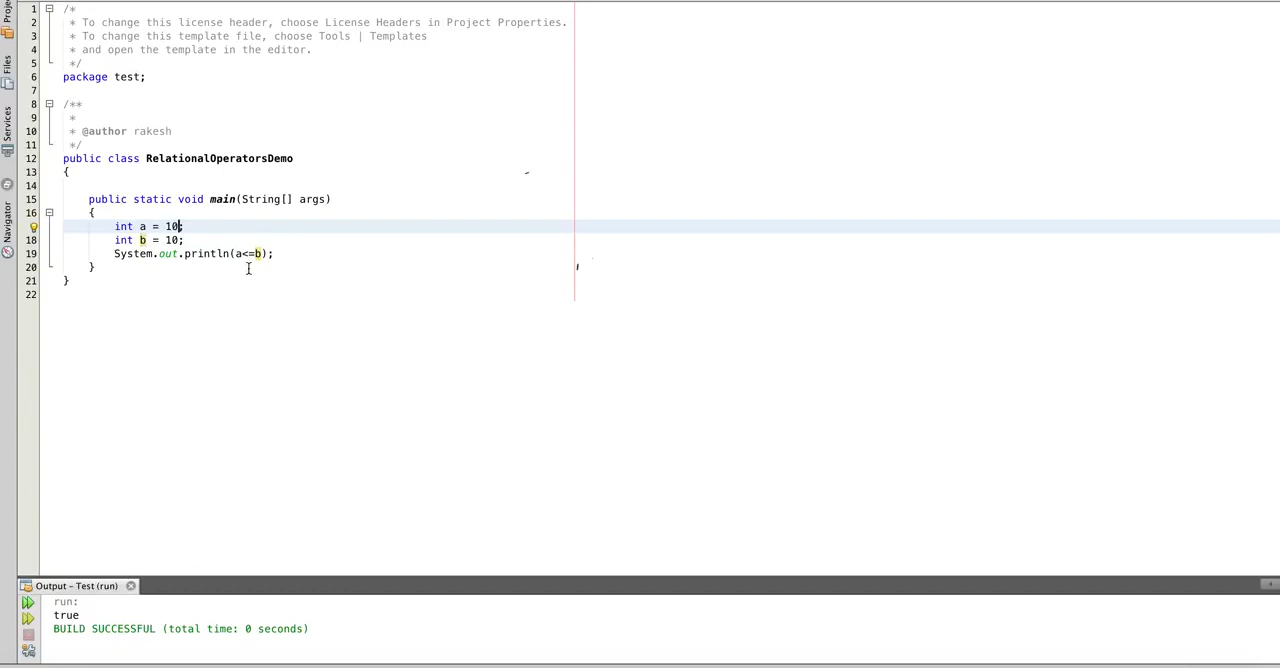 Projec
Files
Services
Navigator
1 /*
2 * To change this license header, choose License Headers in Project Properties.
3 * To change this template file, choose Tools | Templates
4 * and open the template in the editor.
5 */
6 package test;
7
8 /**
9 *
10 * @author rakesh
11 */
12 public class RelationalOperatorsDemo
13 {
14
15 public static void main(String[] args)
16 {
int a = 10;
18 int b = 10;
19 System.out.println(a<=b);
20 }
21 }
22
Output - Test (run)
run:
true
BUILD SUCCESSFUL (total time: 0 seconds)